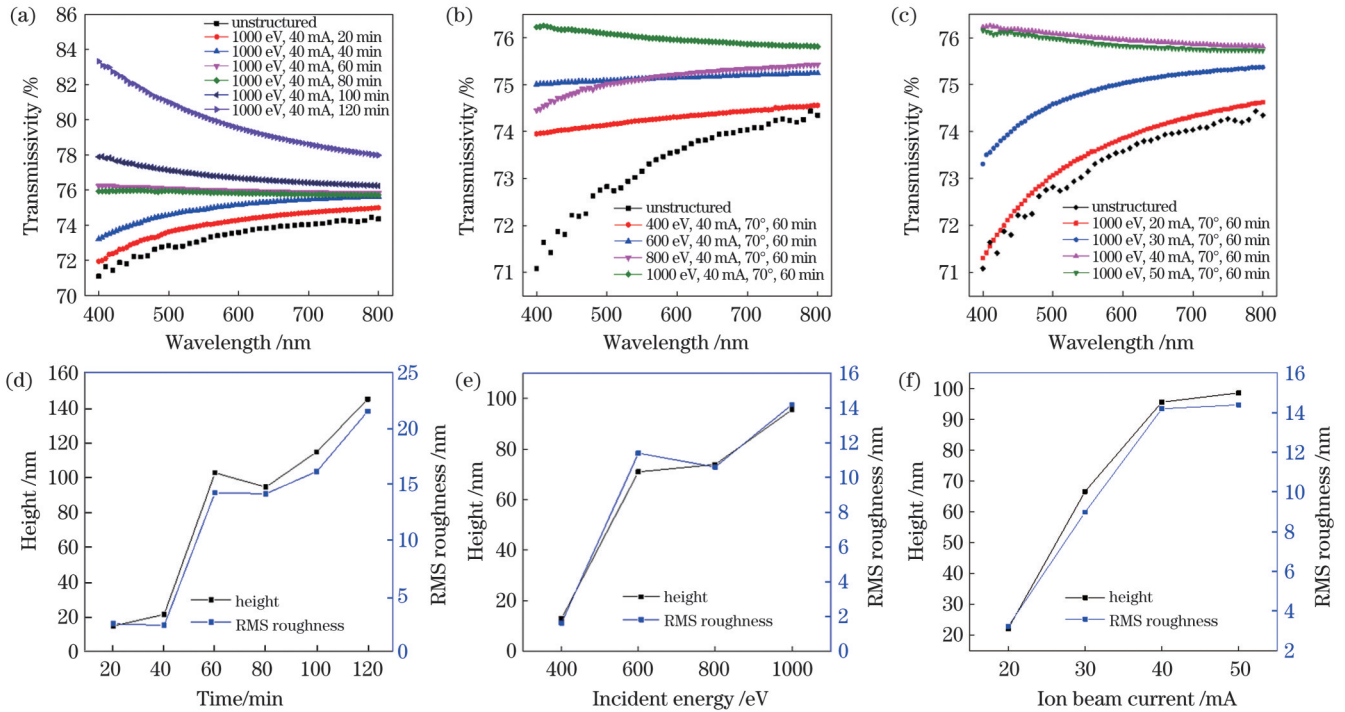 (a)
86
84
82
80
78
76
74
72
70
Transmissivity /%
unstructured
1000 eV, 40 mA, 20 min
1000 eV, 40 mA, 40 min
1000 eV, 40 mA, 60 min
1000 eV, 40 mA, 80 min
1000 eV, 40 mA, 100 min
1000 eV, 40 mA, 120 min
400 500 600 700 800
Wavelength /nm
(b)
76
75
74
73
72
71
Transmissivity /%
unstructured
400 eV, 40 mA, 70°, 60 min
600 eV, 40 mA, 70°, 60 min
800 eV, 40 mA, 70°, 60 min
1000 eV, 40 mA, 70°, 60 min
400 500 600 700 800
Wavelength /nm
(c)
76
75
74
73
72
71
Transmissivity /%
unstructured
1000 eV, 20 mA, 70°, 60 min
1000 eV, 30 mA, 70°, 60 min
1000 eV, 40 mA, 70°, 60 min
1000 eV, 50 mA, 70°, 60 min
400 500 600 700 800
Wavelength /nm
(d)
160
140
120
100
80
60
40
20
0
Height /nm
25
20
15
10
5
0
RMS roughness /nm
height
RMS roughness
20 40 60 80 100 120
Time/min
(e)
100
80
60
40
20
0
Height /nm
16
14
12
10
8
6
4
2
0
RMS roughness /nm
height
RMS roughness
400 600 800 1000
Incident energy /eV
(f)
100
90
80
70
60
50
40
30
20
Height /nm
16
14
12
10
8
6
4
2
RMS roughness /nm
height
RMS roughness
20 30 40 50
Ion beam current /mA